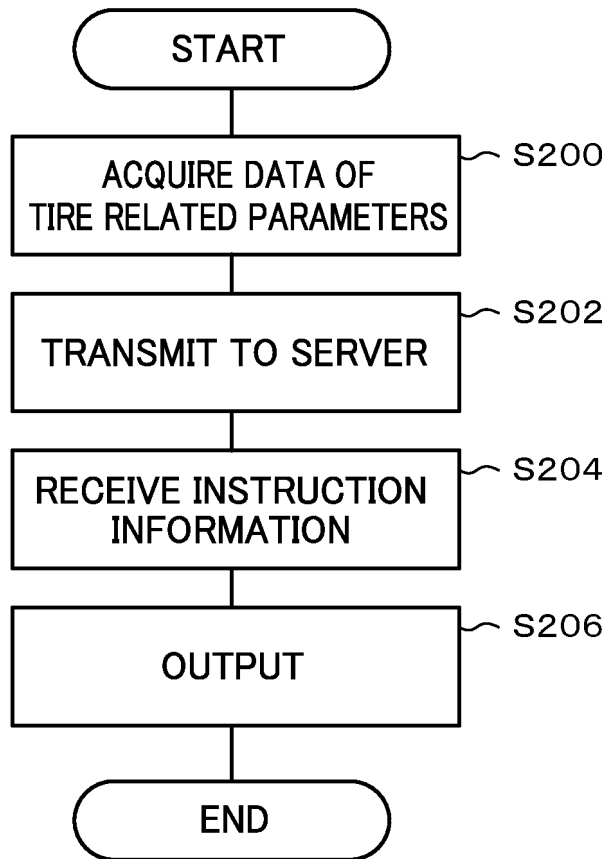 START
ACQUIRE DATA OF
TIRE RELATED PARAMETERS
S200
TRANSMIT TO SERVER
S202
RECEIVE INSTRUCTION
INFORMATION
S204
OUTPUT
S206
END